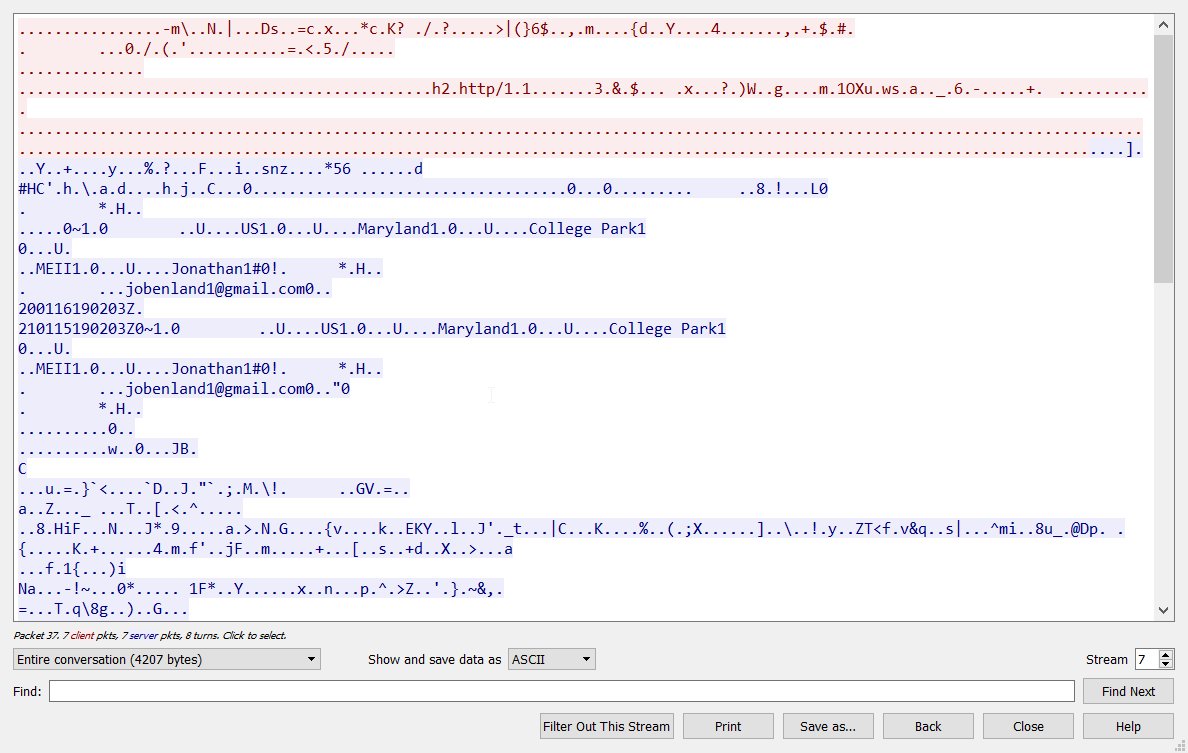 ................-m\..N.|...Ds..=c.x...*c.K? ./.?.....>|(}6$..,.m....{d..Y....4.......,.+.$.#.
. ...0./.(.'...........=.<.5./.....
..............
...............................................h2.http/1.1.......3.&.$... .x...?.)W..g....m.1OXu.ws.a.._.6.-.....+. ..........
.
................................................................................................................................
..............................................................................................................................].
..Y..+....y...%.?...F...i..snz....*56 ......d
#HC'.h.\.a.d....h.j..C...0....................................0...0......... ..8.!...L0
. *.H..
.....0~1.0 ..U....US1.0...U....Maryland1.0...U....College Park1
0...U.
..MEII1.0...U....Jonathan1#0!. *.H..
. ...jobenland1@gmail.com0..
200116190203Z.
210115190203Z0~1.0 ..U....US1.0...U....Maryland1.0...U....College Park1
0...U.
..MEII1.0...U....Jonathan1#0!. *.H..
. ...jobenland1@gmail.com0.."0
. *.H..
..........0..
..........w..0...JB.
C
...u.=.}`<....`D..J."`.;.M.\!. ..GV.=..
a..Z..._ ...T..[.<.^.....
..8.HiF...N...J*.9.....a.>.N.G....{v....k..EKY..l..J'._t...|C...K....%..(.;X......]..\..!.y..ZT<f.v&q..s|...^mi..8u_.@Dp. .
{.....K.+......4.m.f'..jF..m.....+...[..s..+d..X..>...a
...f.1{...)i
Na...-!~...0*..... 1F*..Y......x..n...p.^.>Z..'.}.~&,.
=...T.q\8g..)..G...
Packet 37. 7 client pkts, 7 server pkts, 8 turns. Click to select.
Entire conversation (4207 bytes) Show and save data as ASCII Stream 7
Find: Find Next
Filter Out This Stream Print Save as... Back Close Help